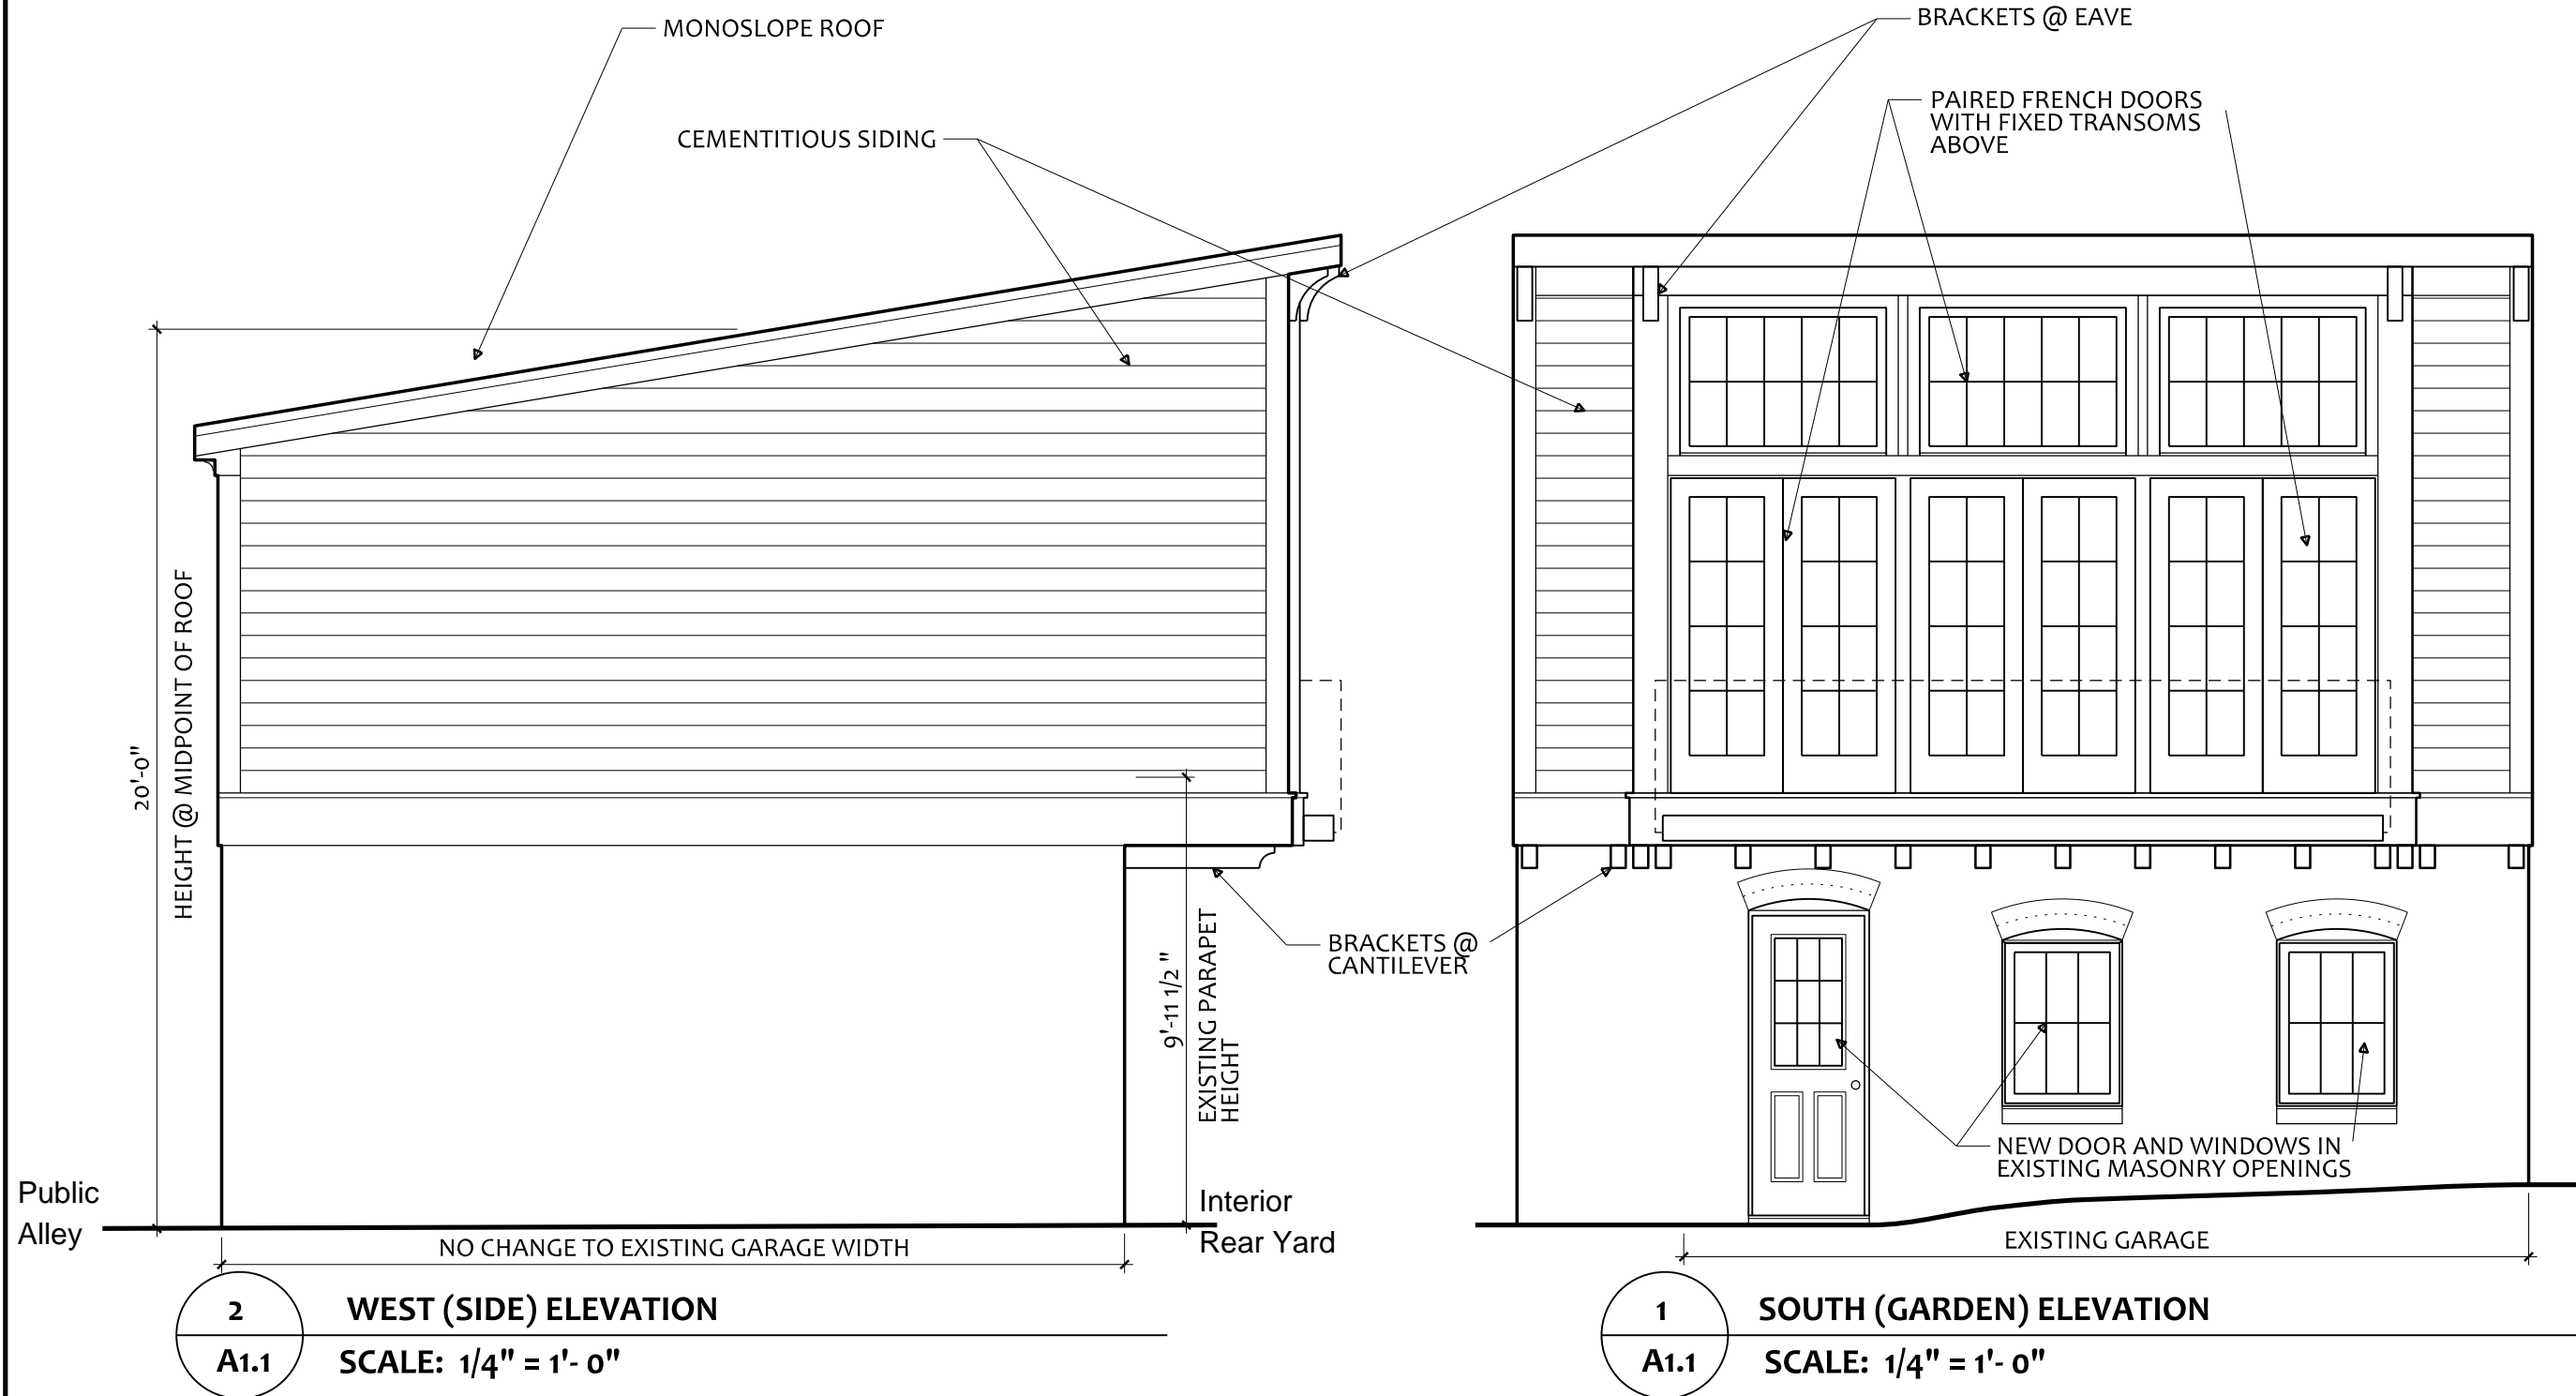 MONOSLOPE ROOF
BRACKETS @ EAVE
PAIRED FRENCH DOORS
WITH FIXED TRANSOMS
ABOVE
CEMENTITIOUS SIDING
20'-0"
HEIGHT @ MIDPOINT OF ROOF
9'-11 1/2 "
EXISTING PARAPET
HEIGHT
BRACKETS @
CANTILEVER
NEW DOOR AND WINDOWS IN
EXISTING MASONRY OPENINGS
Public
Alley
Interior
Rear Yard
NO CHANGE TO EXISTING GARAGE WIDTH
EXISTING GARAGE
2
WEST (SIDE) ELEVATION
A1.1
SCALE: 1/4" = 1'- 0"
1
SOUTH (GARDEN) ELEVATION
A1.1
SCALE: 1/4" = 1'- 0"